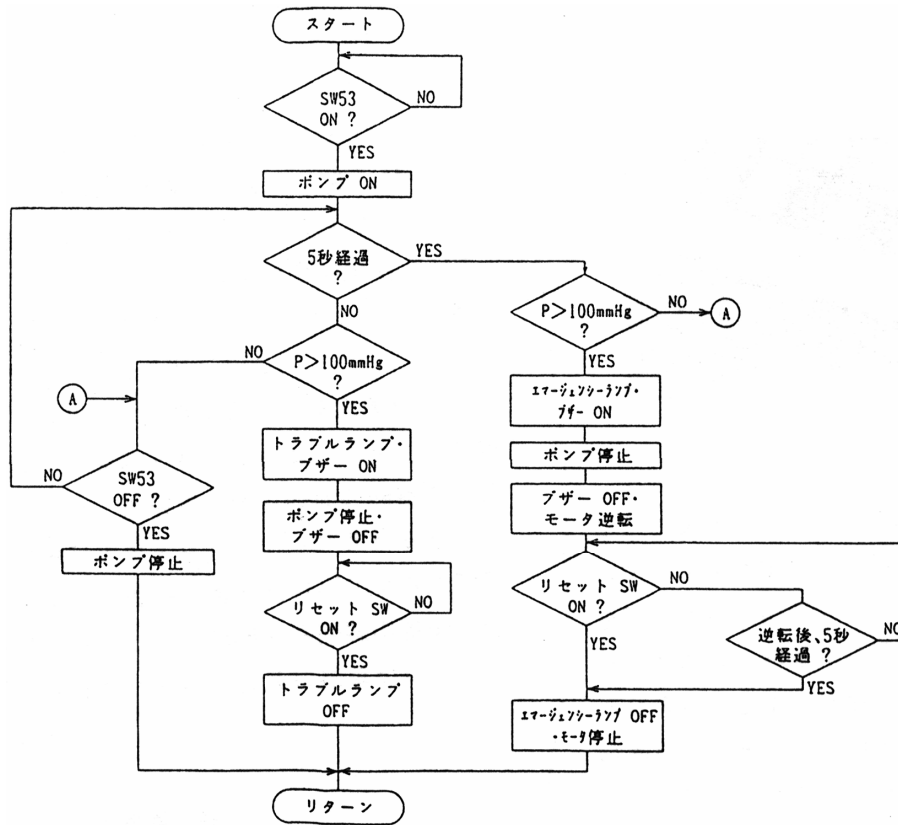 スタート
SW53
ON ?
NO
YES
ポンプ ON
5秒経過
?
YES
NO
P>100mmHg
?
NO
A
YES
P>100mmHg
?
NO
YES
A
エマージェンシーランプ・
ブザー ON
トラブルランプ・
ブザー ON
ポンプ停止
SW53
OFF ?
NO
YES
ポンプ停止・
ブザー OFF
ブザー OFF・
モータ逆転
ポンプ停止
リセット SW
ON ?
NO
YES
リセット SW
ON ?
NO
YES
逆転後、5秒
経過 ?
NO
YES
トラブルランプ
OFF
エマージェンシーランプ OFF
・モータ停止
リターン